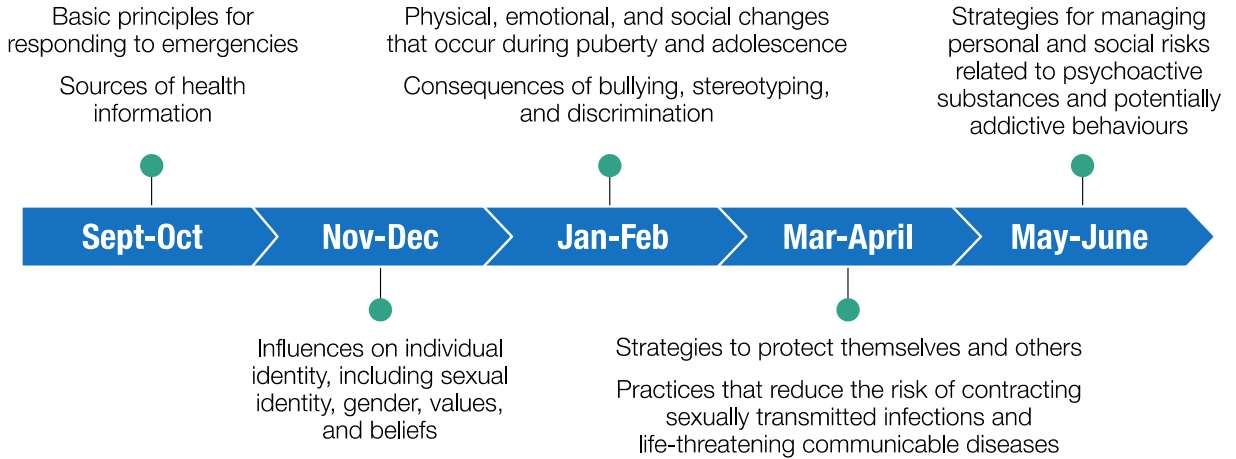 Basic principles for
responding to emergencies
Sources of health
information
Physical, emotional, and social changes
that occur during puberty and adolescence
Consequences of bullying, stereotyping,
and discrimination
Strategies for managing
personal and social risks
related to psychoactive
substances and potentially
addictive behaviours
Sept-Oct
Nov-Dec
Jan-Feb
Mar-April
May-June
Influences on individual
identity, including sexual
identity, gender, values,
and beliefs
Strategies to protect themselves and others
Practices that reduce the risk of contracting
sexually transmitted infections and
life-threatening communicable diseases